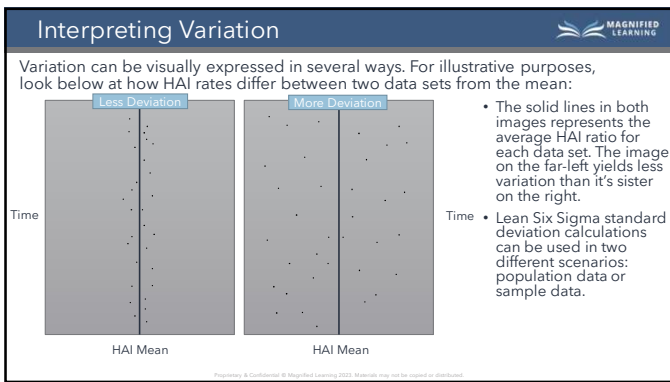 Interpreting Variation
MAGNIFIED
LEARNING
Variation can be visually expressed in several ways. For illustrative purposes,
look below at how HAI rates differ between two data sets from the mean:
Less Deviation
More Deviation
Time
HAI Mean
HAI Mean
Time
• The solid lines in both
images represents the
average HAI ratio for
each data set. The image
on the far-left yields less
variation than it's sister
on the right.
• Lean Six Sigma standard
deviation calculations
can be used in two
different scenarios:
population data or
sample data.
Proprietary & Confidential © Magnified Learning 2023. Materials may not be copied or distributed.